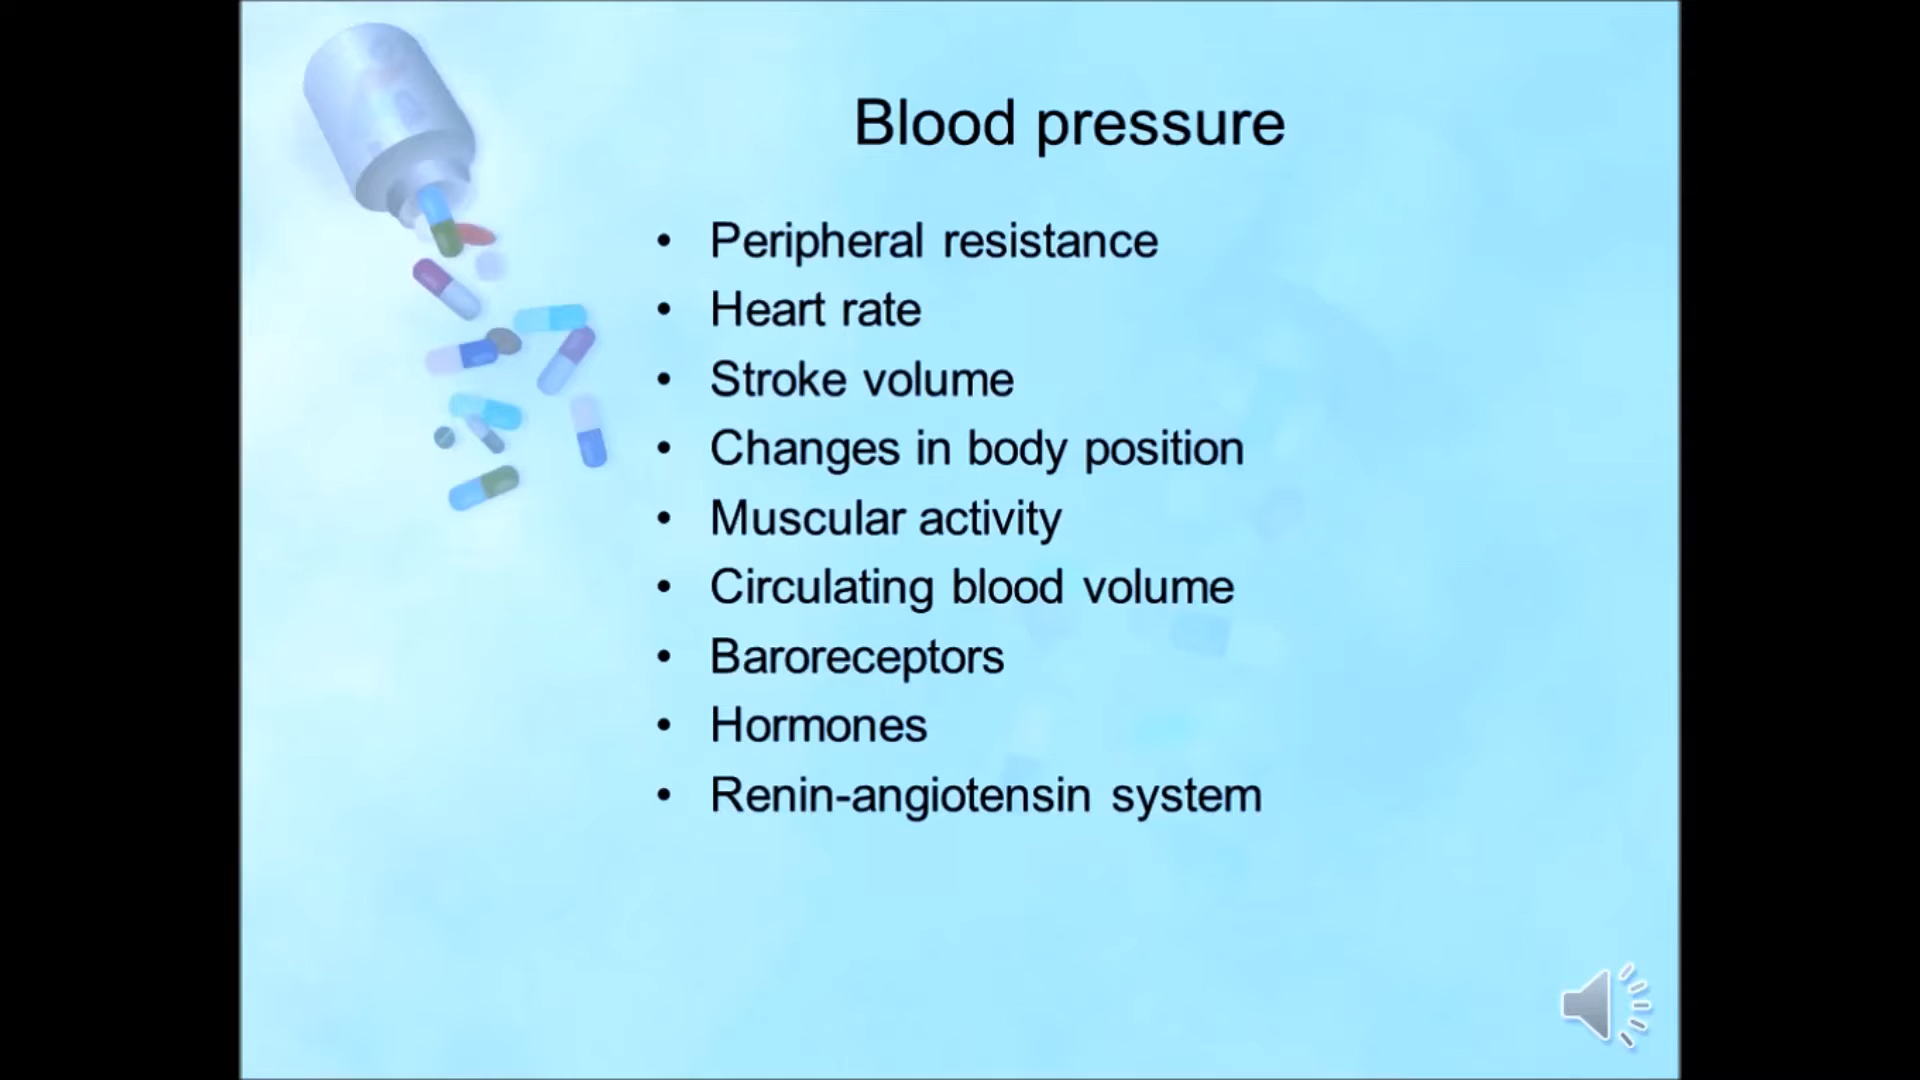 Blood pressure
• Peripheral resistance
• Heart rate
• Stroke volume
• Changes in body position
• Muscular activity
• Circulating blood volume
• Baroreceptors
• Hormones
• Renin-angiotensin system